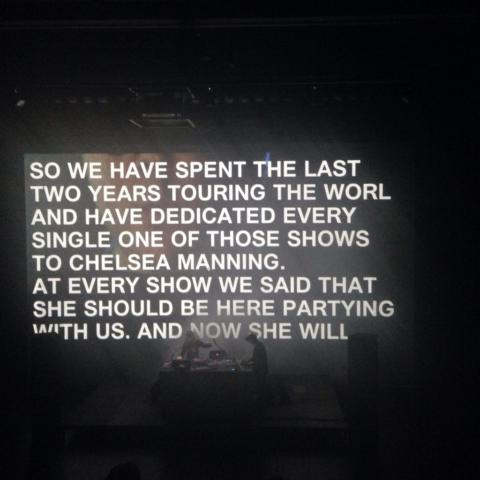 SO WE HAVE SPENT THE LAST
TWO YEARS TOURING THE WORL
AND HAVE DEDICATED EVERY
SINGLE ONE OF THOSE SHOWS
TO CHELSEA MANNING.
AT EVERY SHOW WE SAID THAT
SHE SHOULD BE HERE PARTYING
WITH US. AND NOW SHE WILL